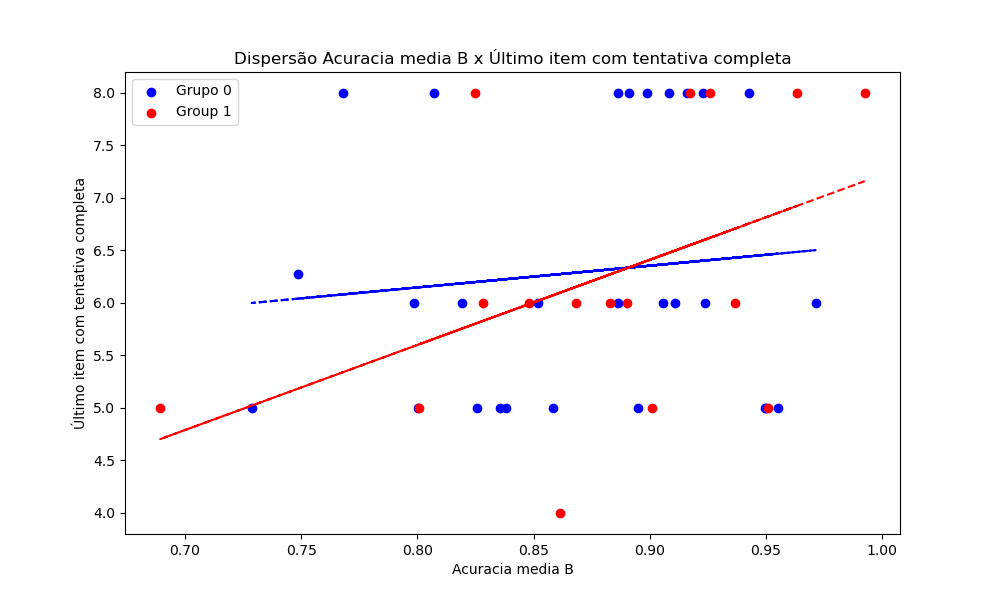 Dispersão Acuracia media B x Último item com tentativa completa
Grupo 0
Group 1
Último item com tentativa completa
8.0
7.5
7.0
6.5
6.0
5.5
5.0
4.5
4.0
0.70 0.75 0.80 0.85 0.90 0.95 1.00
Acuracia media B